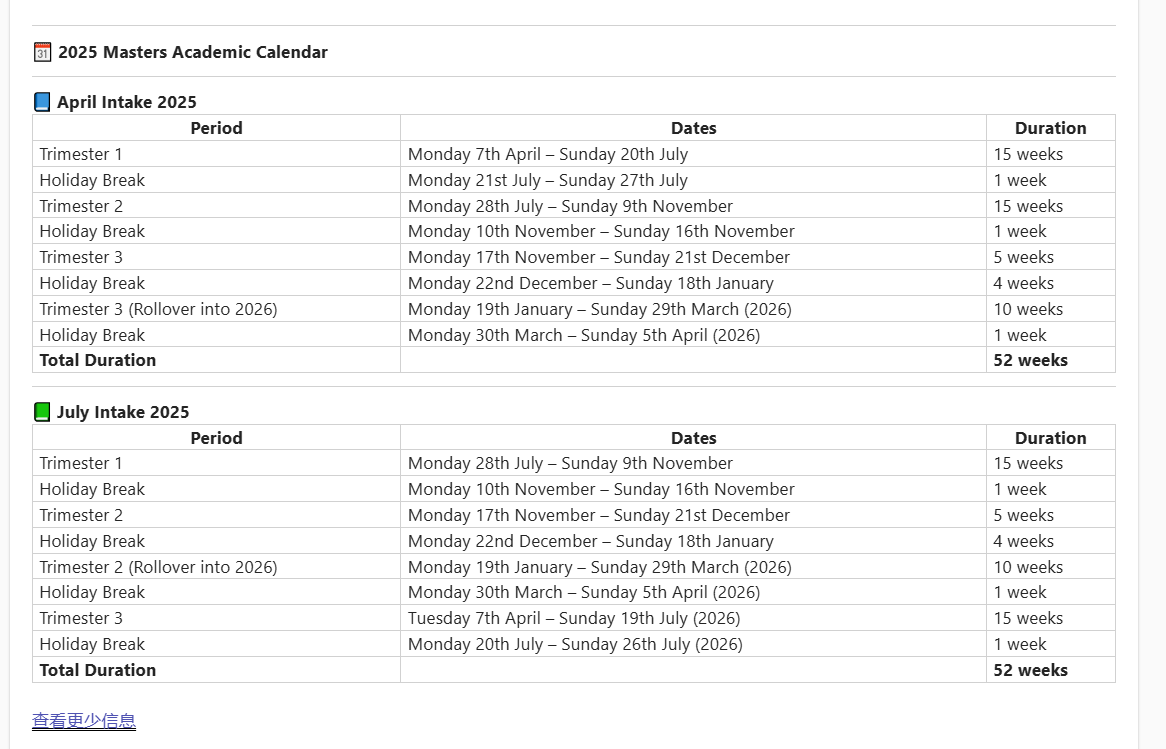 2025 Masters Academic Calendar
April Intake 2025
Period Dates Duration
Trimester 1 Monday 7th April – Sunday 20th July 15 weeks
Holiday Break Monday 21st July – Sunday 27th July 1 week
Trimester 2 Monday 28th July – Sunday 9th November 15 weeks
Holiday Break Monday 10th November – Sunday 16th November 1 week
Trimester 3 Monday 17th November – Sunday 21st December 5 weeks
Holiday Break Monday 22nd December – Sunday 18th January 4 weeks
Trimester 3 (Rollover into 2026) Monday 19th January – Sunday 29th March (2026) 10 weeks
Holiday Break Monday 30th March – Sunday 5th April (2026) 1 week
Total Duration 52 weeks
July Intake 2025
Period Dates Duration
Trimester 1 Monday 28th July – Sunday 9th November 15 weeks
Holiday Break Monday 10th November – Sunday 16th November 1 week
Trimester 2 Monday 17th November – Sunday 21st December 5 weeks
Holiday Break Monday 22nd December – Sunday 18th January 4 weeks
Trimester 2 (Rollover into 2026) Monday 19th January – Sunday 29th March (2026) 10 weeks
Holiday Break Monday 30th March – Sunday 5th April (2026) 1 week
Trimester 3 Tuesday 7th April – Sunday 19th July (2026) 15 weeks
Holiday Break Monday 20th July – Sunday 26th July (2026) 1 week
Total Duration 52 weeks
查看更少信息